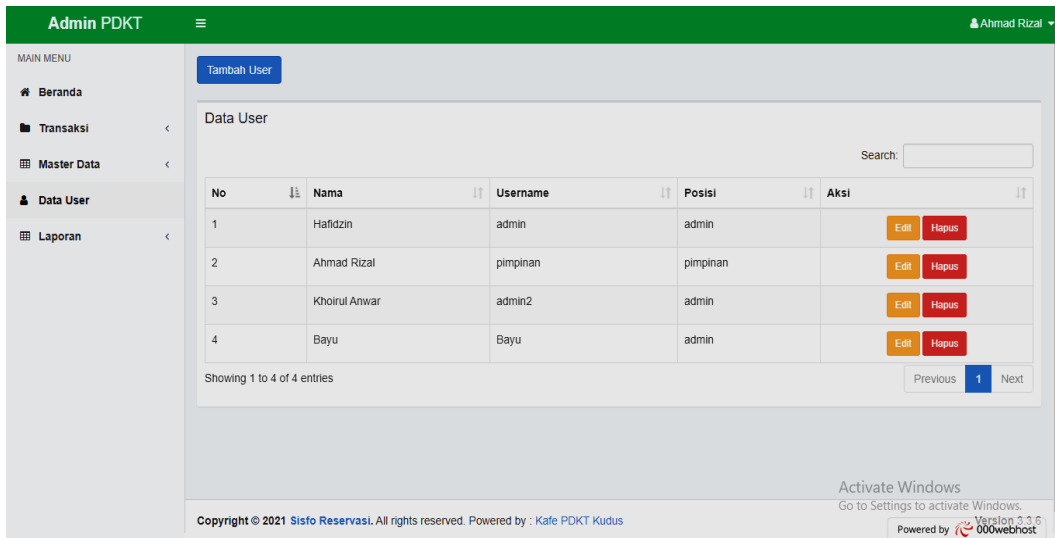 Admin PDKT
Ahmad Rizal
MAIN MENU
Beranda
Transaksi
Master Data
Data User
Laporan
Tambah User
Data User
Search:
No Nama Username Posisi Aksi
1 Hafidzin admin admin Edit Hapus
2 Ahmad Rizal pimpinan pimpinan Edit Hapus
3 Khoirul Anwar admin2 admin Edit Hapus
4 Bayu Bayu admin Edit Hapus
Showing 1 to 4 of 4 entries
Previous 1 Next
Activate Windows
Go to Settings to activate Windows.
Copyright © 2021 Sisfo Reservasi. All rights reserved. Powered by : Kafe PDKT Kudus
Version 3.3.6
Powered by 000webhost